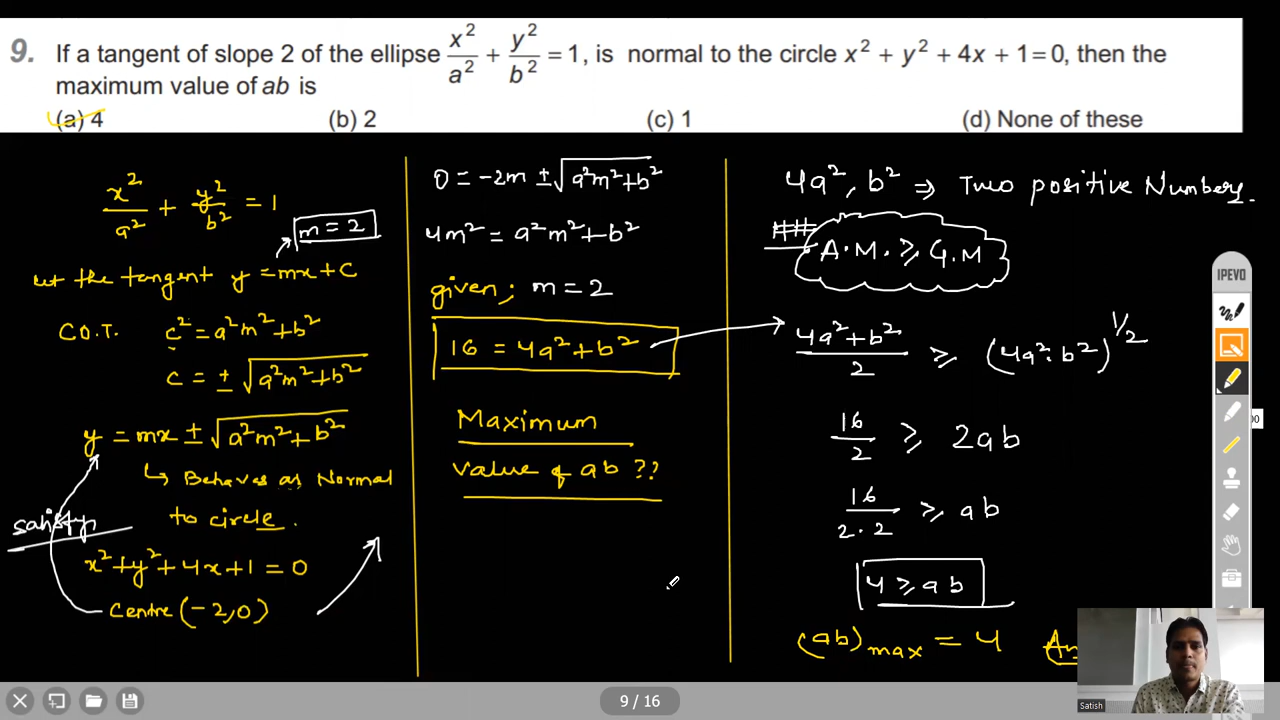 9. If a tangent of slope 2 of the ellipse x²/a² + y²/b² = 1, is normal to the circle x² + y² + 4x + 1 = 0, then the
maximum value of ab is
(a) 4 (b) 2 (c) 1 (d) None of these
x²/a² + y²/b² = 1
m = 2
let the tangent y = mx + c
C.O.T. c² = a²m² + b²
c = ± √(a²m² + b²)
y = mx ± √(a²m² + b²)
↳ Behaves as Normal
to circle.
satisfy
x² + y² + 4x + 1 = 0
Centre (-2,0)
0 = -2m ± √(a²m² + b²)
4m² = a²m² + b²
given; m = 2
16 = 4a² + b²
Maximum
value of ab ??
4a², b² ⇒ Two positive Numbers.
A.M. ≥ G.M
(4a² + b²)/2 ≥ (4a²·b²)^1/2
16/2 ≥ 2ab
16/2·2 ≥ ab
4 ≥ ab
(ab)max = 4
IPEVO
9 / 16
Satish